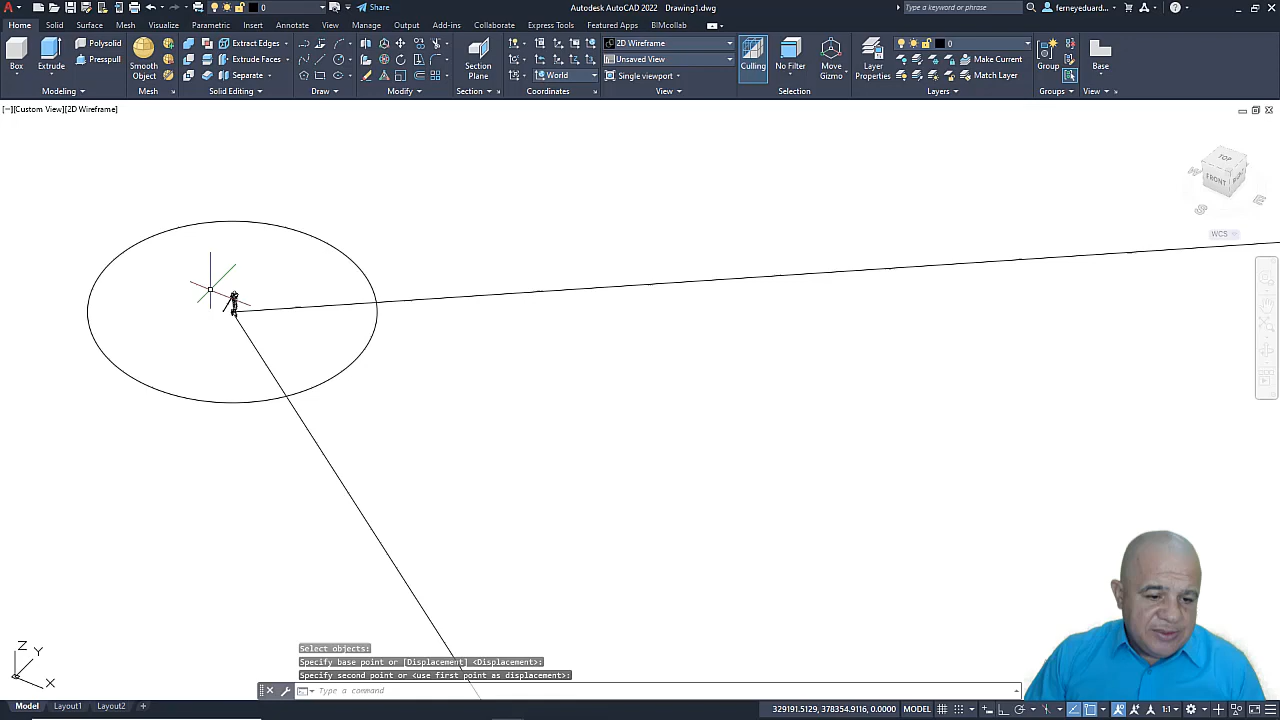 Share
Autodesk AutoCAD 2022 Drawing1.dwg
Type a keyword or phrase
ferneyeduard...
Home Solid Surface Mesh Visualize Parametric Insert Annotate View Manage Output Add-ins Collaborate Express Tools Featured Apps BIMcollab
Box
Extrude
Polysolid
Presspull
Smooth
Object
Extract Edges
Extrude Faces
Separate
Section
Plane
World
2D Wireframe
Unsaved View
Single viewport
Culling
No Filter
Move
Gizmo
Layer
Properties
0
Make Current
Match Layer
Group
Base
Modeling Mesh Solid Editing Draw Modify Section Coordinates View Selection Layers Groups View
[−][Custom View][2D Wireframe]
TOP
FRONT
S
E
WCS
Z
Y
X
Select objects:
Specify base point or [Displacement] <Displacement>:
Specify second point or <use first point as displacement>:
Type a command
Model Layout1 Layout2 +
329191.5129, 378354.9116, 0.0000 MODEL
1:1